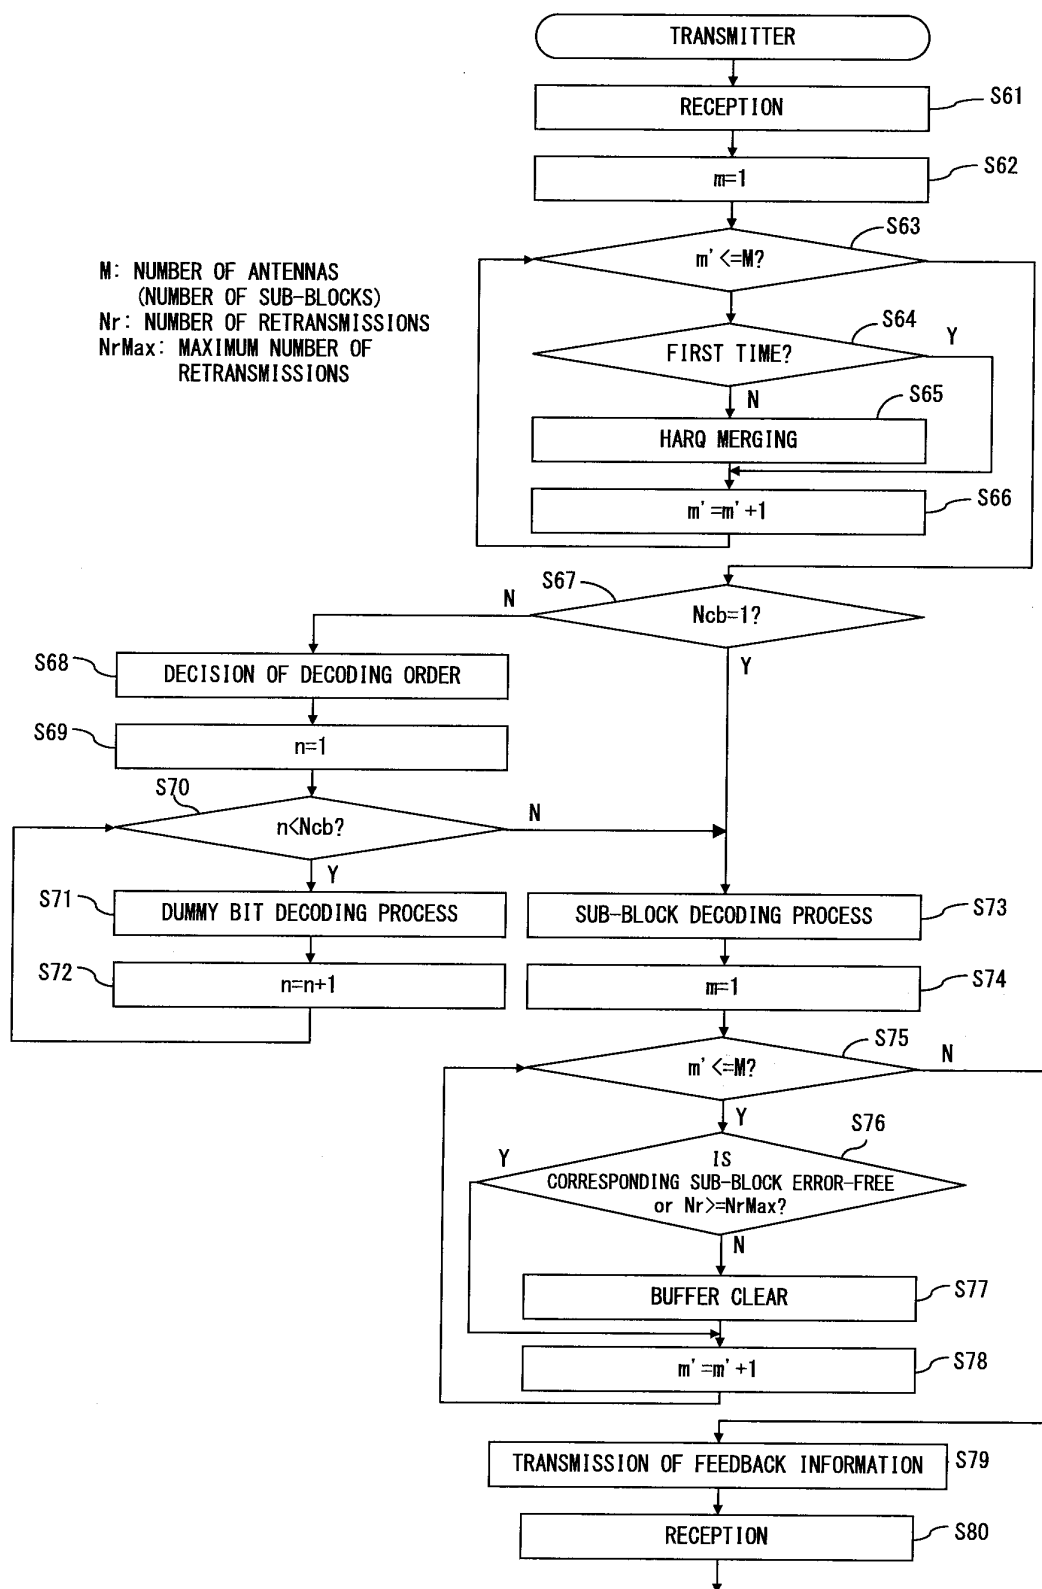 TRANSMITTER
RECEPTION
S61
m=1
S62
M: NUMBER OF ANTENNAS
(NUMBER OF SUB-BLOCKS)
Nr: NUMBER OF RETRANSMISSIONS
NrMax: MAXIMUM NUMBER OF
RETRANSMISSIONS
m'<=M?
S63
FIRST TIME?
S64
Y
N
HARQ MERGING
S65
m'=m'+1
S66
S67
Ncb=1?
N
Y
S68
DECISION OF DECODING ORDER
S69
n=1
S70
n<Ncb?
N
Y
S71
DUMMY BIT DECODING PROCESS
S72
n=n+1
SUB-BLOCK DECODING PROCESS
S73
m=1
S74
m'<=M?
S75
N
Y
S76
Y
IS
CORRESPONDING SUB-BLOCK ERROR-FREE
or Nr>=NrMax?
N
BUFFER CLEAR
S77
m'=m'+1
S78
TRANSMISSION OF FEEDBACK INFORMATION
S79
RECEPTION
S80